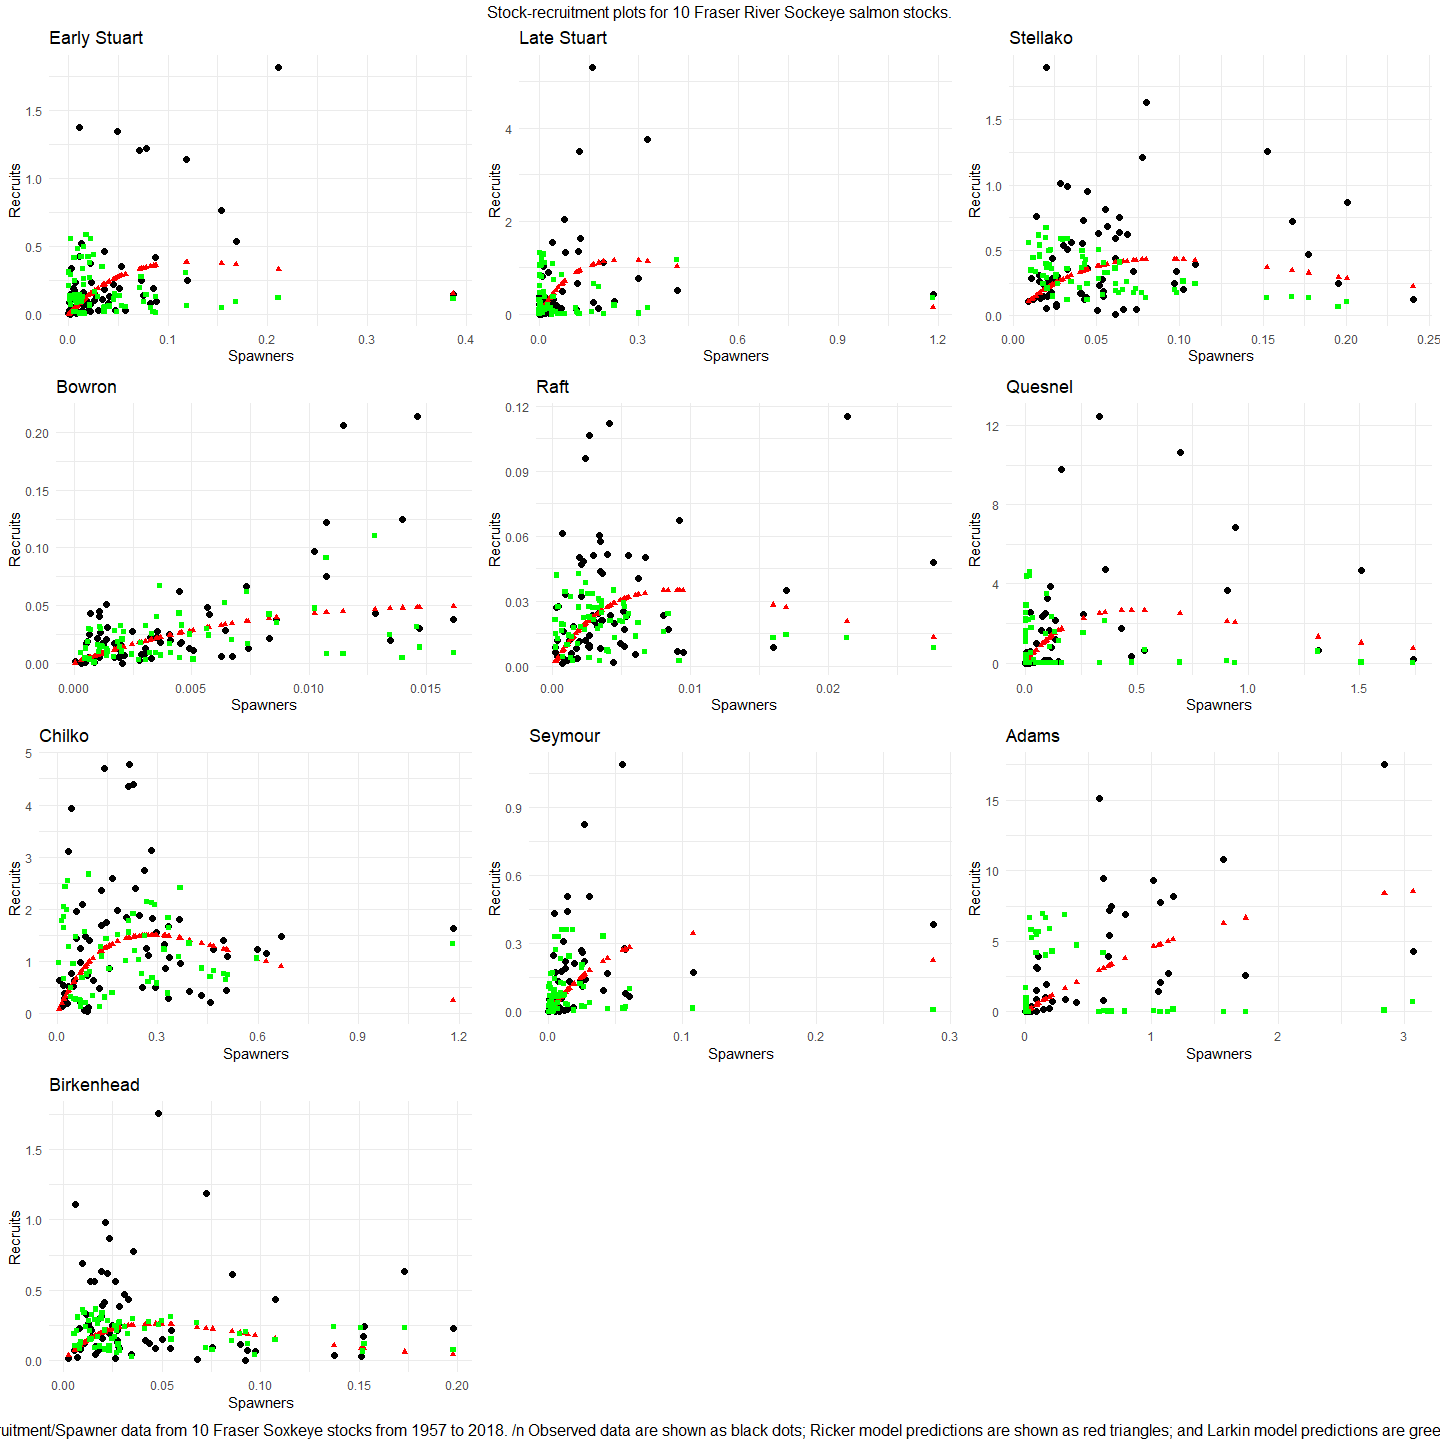 Stock-recruitment plots for 10 Fraser River Sockeye salmon stocks.
Early Stuart
Late Stuart
Stellako
Recruits
1.5
1.0
0.5
0.0
0.0 0.1 0.2 0.3 0.4
Spawners
Recruits
4
2
0
0.0 0.3 0.6 0.9 1.2
Spawners
Recruits
1.5
1.0
0.5
0.0
0.00 0.05 0.10 0.15 0.20 0.25
Spawners
Bowron
Raft
Quesnel
Recruits
0.20
0.15
0.10
0.05
0.00
0.000 0.005 0.010 0.015
Spawners
Recruits
0.12
0.09
0.06
0.03
0.00
0.00 0.01 0.02
Spawners
Recruits
12
8
4
0
0.0 0.5 1.0 1.5
Spawners
Chilko
Seymour
Adams
Recruits
5
4
3
2
1
0
0.0 0.3 0.6 0.9 1.2
Spawners
Recruits
0.9
0.6
0.3
0.0
0.0 0.1 0.2 0.3
Spawners
Recruits
15
10
5
0
0 1 2 3
Spawners
Birkenhead
Recruits
1.5
1.0
0.5
0.0
0.00 0.05 0.10 0.15 0.20
Spawners
ruitment/Spawner data from 10 Fraser Soxkeye stocks from 1957 to 2018. /n Observed data are shown as black dots; Ricker model predictions are shown as red triangles; and Larkin model predictions are gree